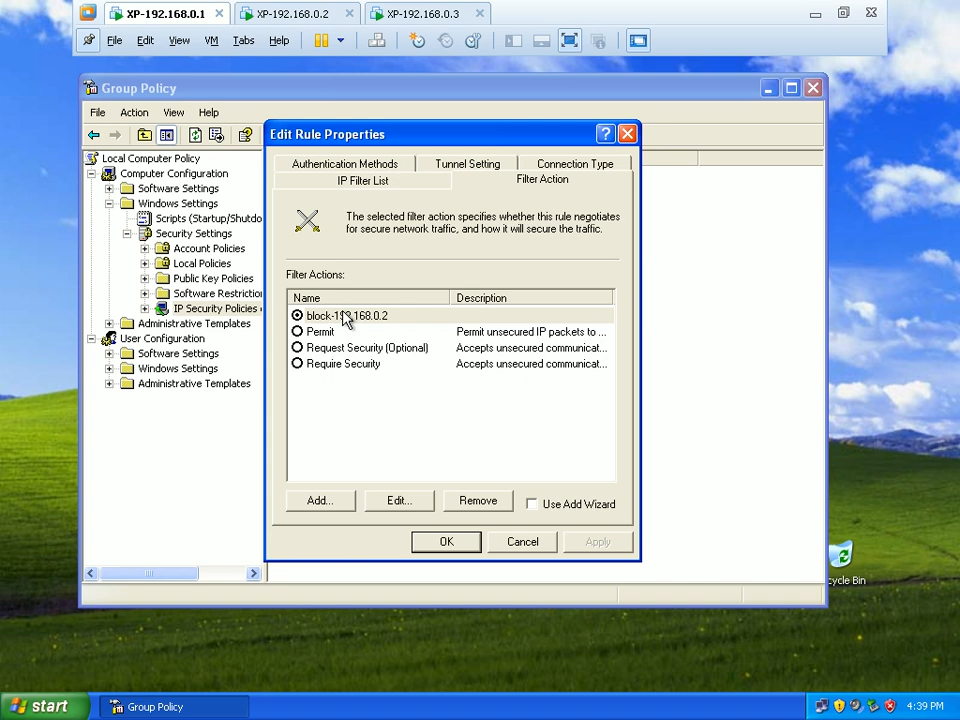 XP-192.168.0.1
XP-192.168.0.2
XP-192.168.0.3
File Edit View VM Tabs Help
Group Policy
File Action View Help
Local Computer Policy
Computer Configuration
Software Settings
Windows Settings
Scripts (Startup/Shutdo
Security Settings
Account Policies
Local Policies
Public Key Policies
Software Restriction
IP Security Policies
Administrative Templates
User Configuration
Software Settings
Windows Settings
Administrative Templates
Edit Rule Properties
Authentication Methods Tunnel Setting Connection Type
IP Filter List Filter Action
The selected filter action specifies whether this rule negotiates
for secure network traffic, and how it will secure the traffic.
Filter Actions:
Name Description
block-192.168.0.2
Permit Permit unsecured IP packets to ...
Request Security (Optional) Accepts unsecured communicat...
Require Security Accepts unsecured communicat...
Add... Edit... Remove Use Add Wizard
OK Cancel Apply
cycle Bin
start Group Policy 4:39 PM